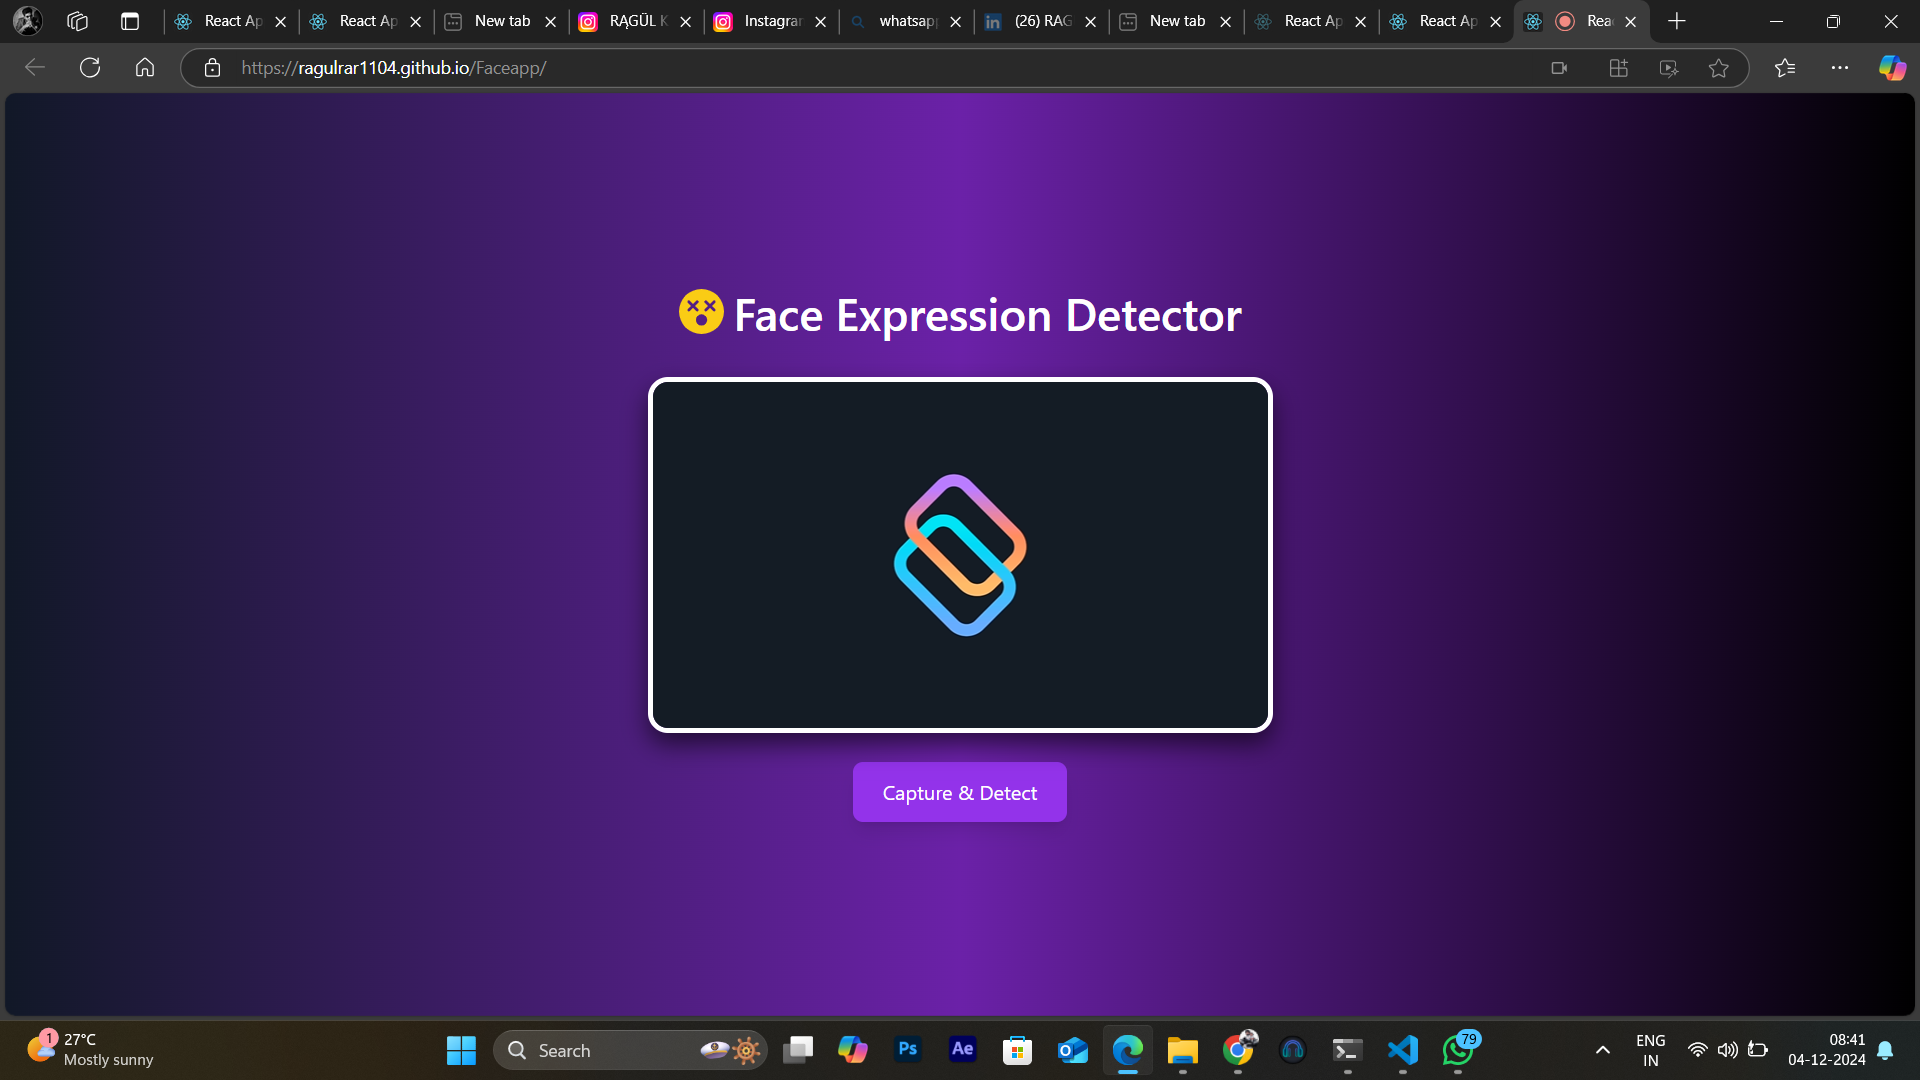 React Ap
React Ap
New tab
RĄGÜL K
Instagran
whatsapp
(26) RAG
New tab
React Ap
React Ap
Reac
https://ragulrar1104.github.io/Faceapp/
Face Expression Detector
Capture & Detect
1
27°C
Mostly sunny
Search
Ps
Ae
79
ENG
IN
08:41
04-12-2024